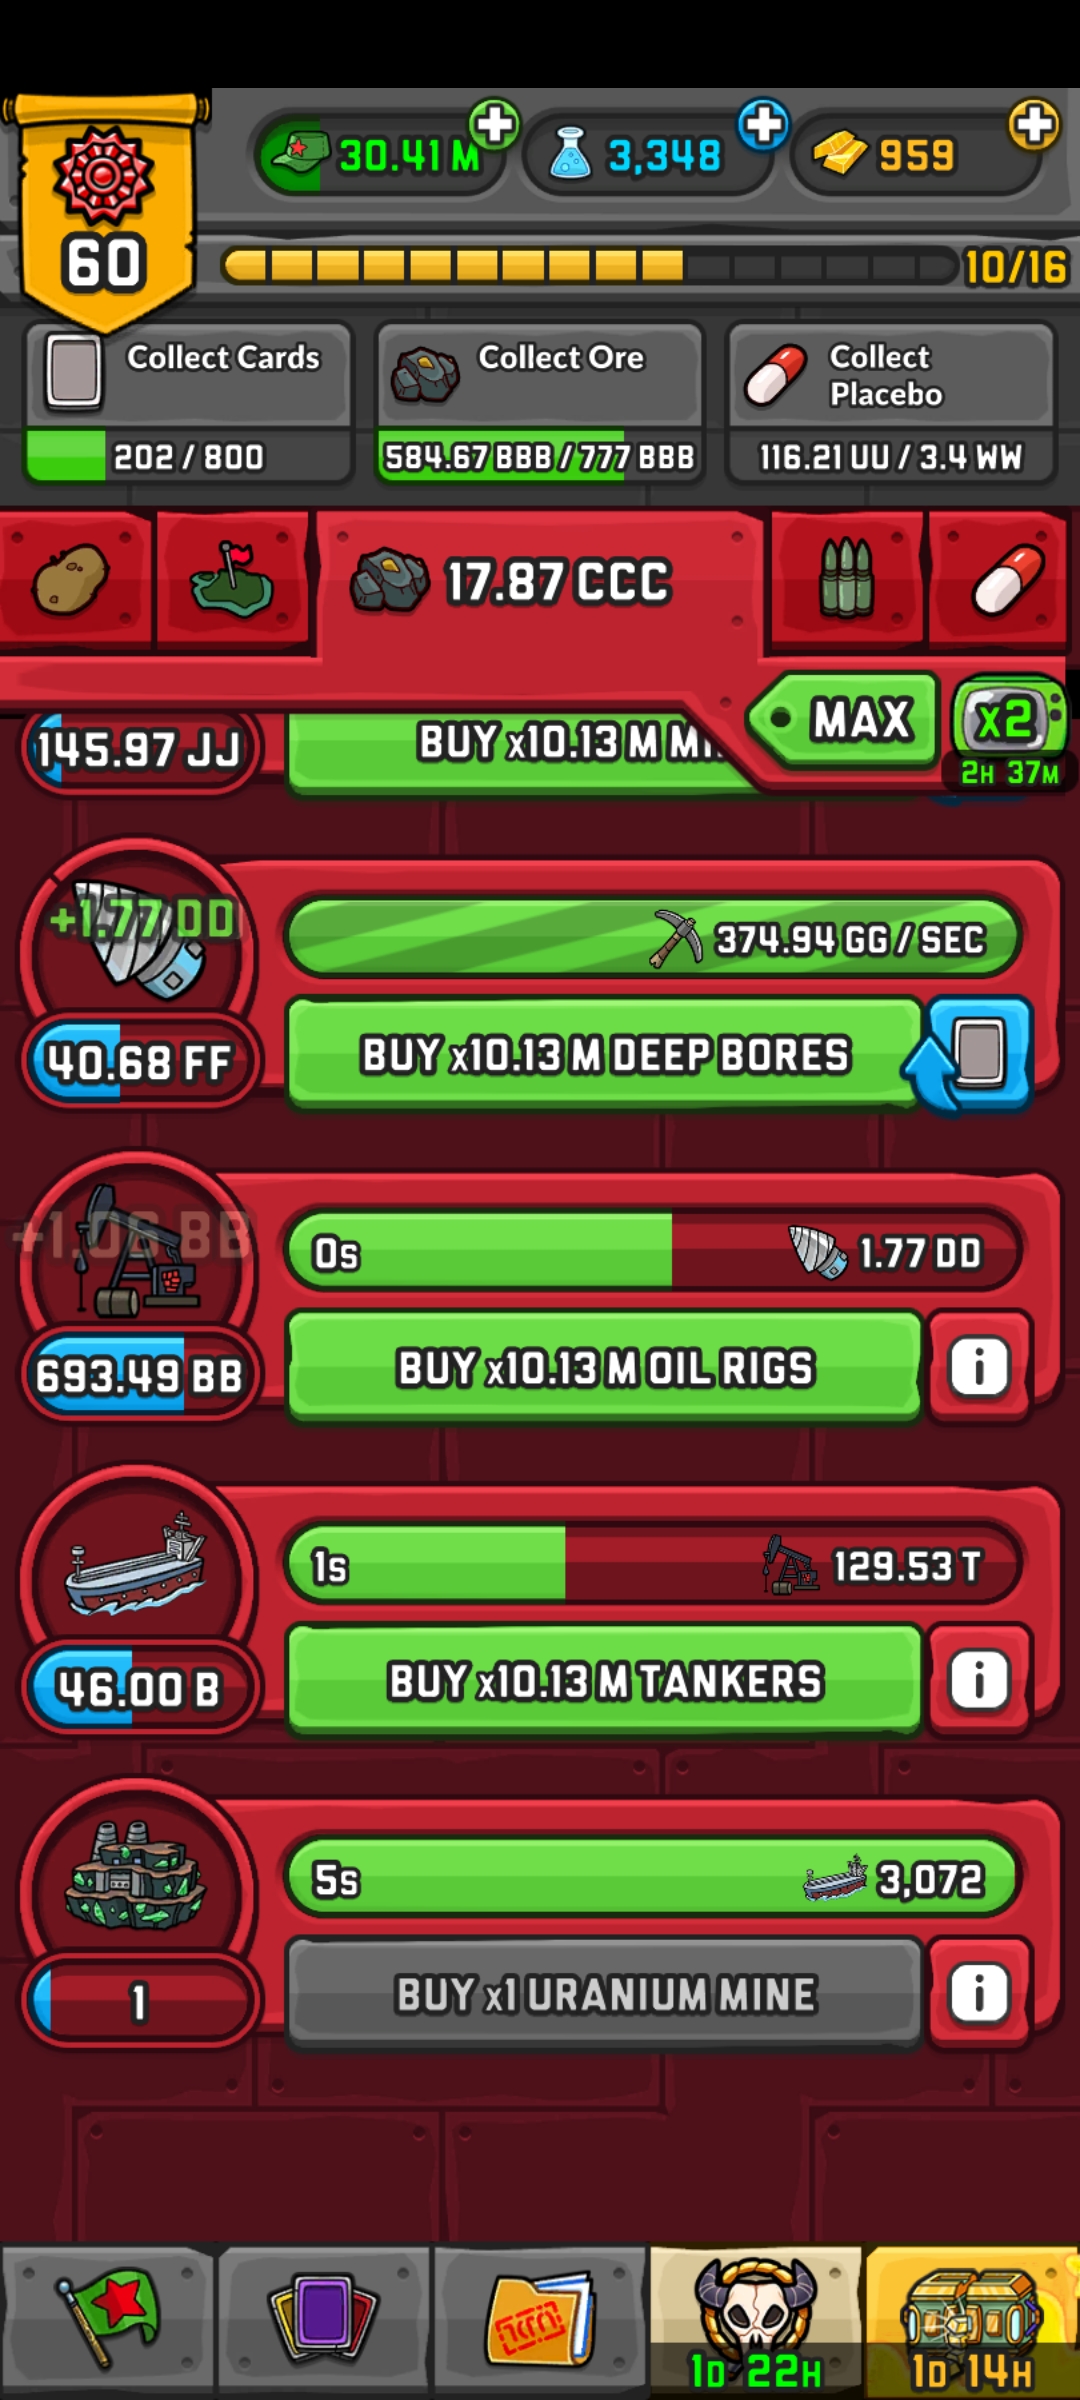 60
30.41 M
3,348
959
10/16
Collect Cards
202 / 800
Collect Ore
584.67 BBB / 777 BBB
Collect
Placebo
116.21 UU / 3.4 WW
17.87 CCC
MAX
x2
2H 37M
145.97 JJ
BUY x10.13 M
+1.77 DD
374.94 GG / SEC
40.68 FF
BUY x10.13 M DEEP BORES
+1.06 BB
0s
1.77 DD
693.49 BB
BUY x10.13 M OIL RIGS
i
1s
129.53 T
46.00 B
BUY x10.13 M TANKERS
i
5s
3,072
1
BUY x1 URANIUM MINE
i
1D 22H
1D 14H